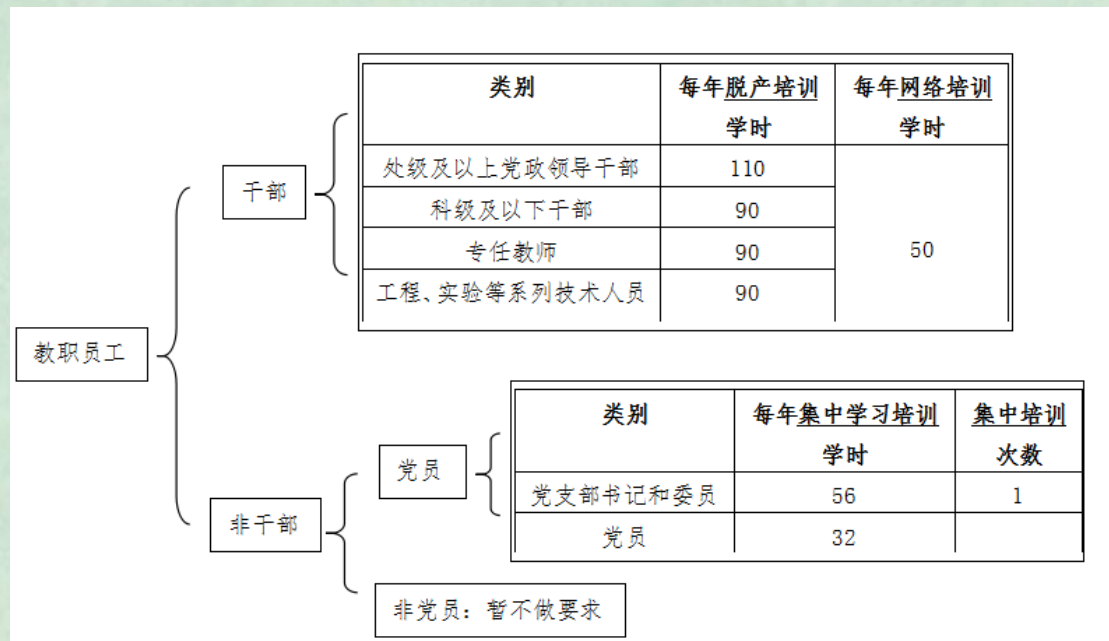 类别 每年脱产培训 每年网络培训
学时 学时
处级及以上党政领导干部 110
干部
科级及以下干部 90
专任教师 90 50
工程、实验等系列技术人员 90
教职员工
类别 每年集中学习培训 集中培训
学时 次数
党员
党支部书记和委员 56 1
非干部
党员 32
非党员：暂不做要求